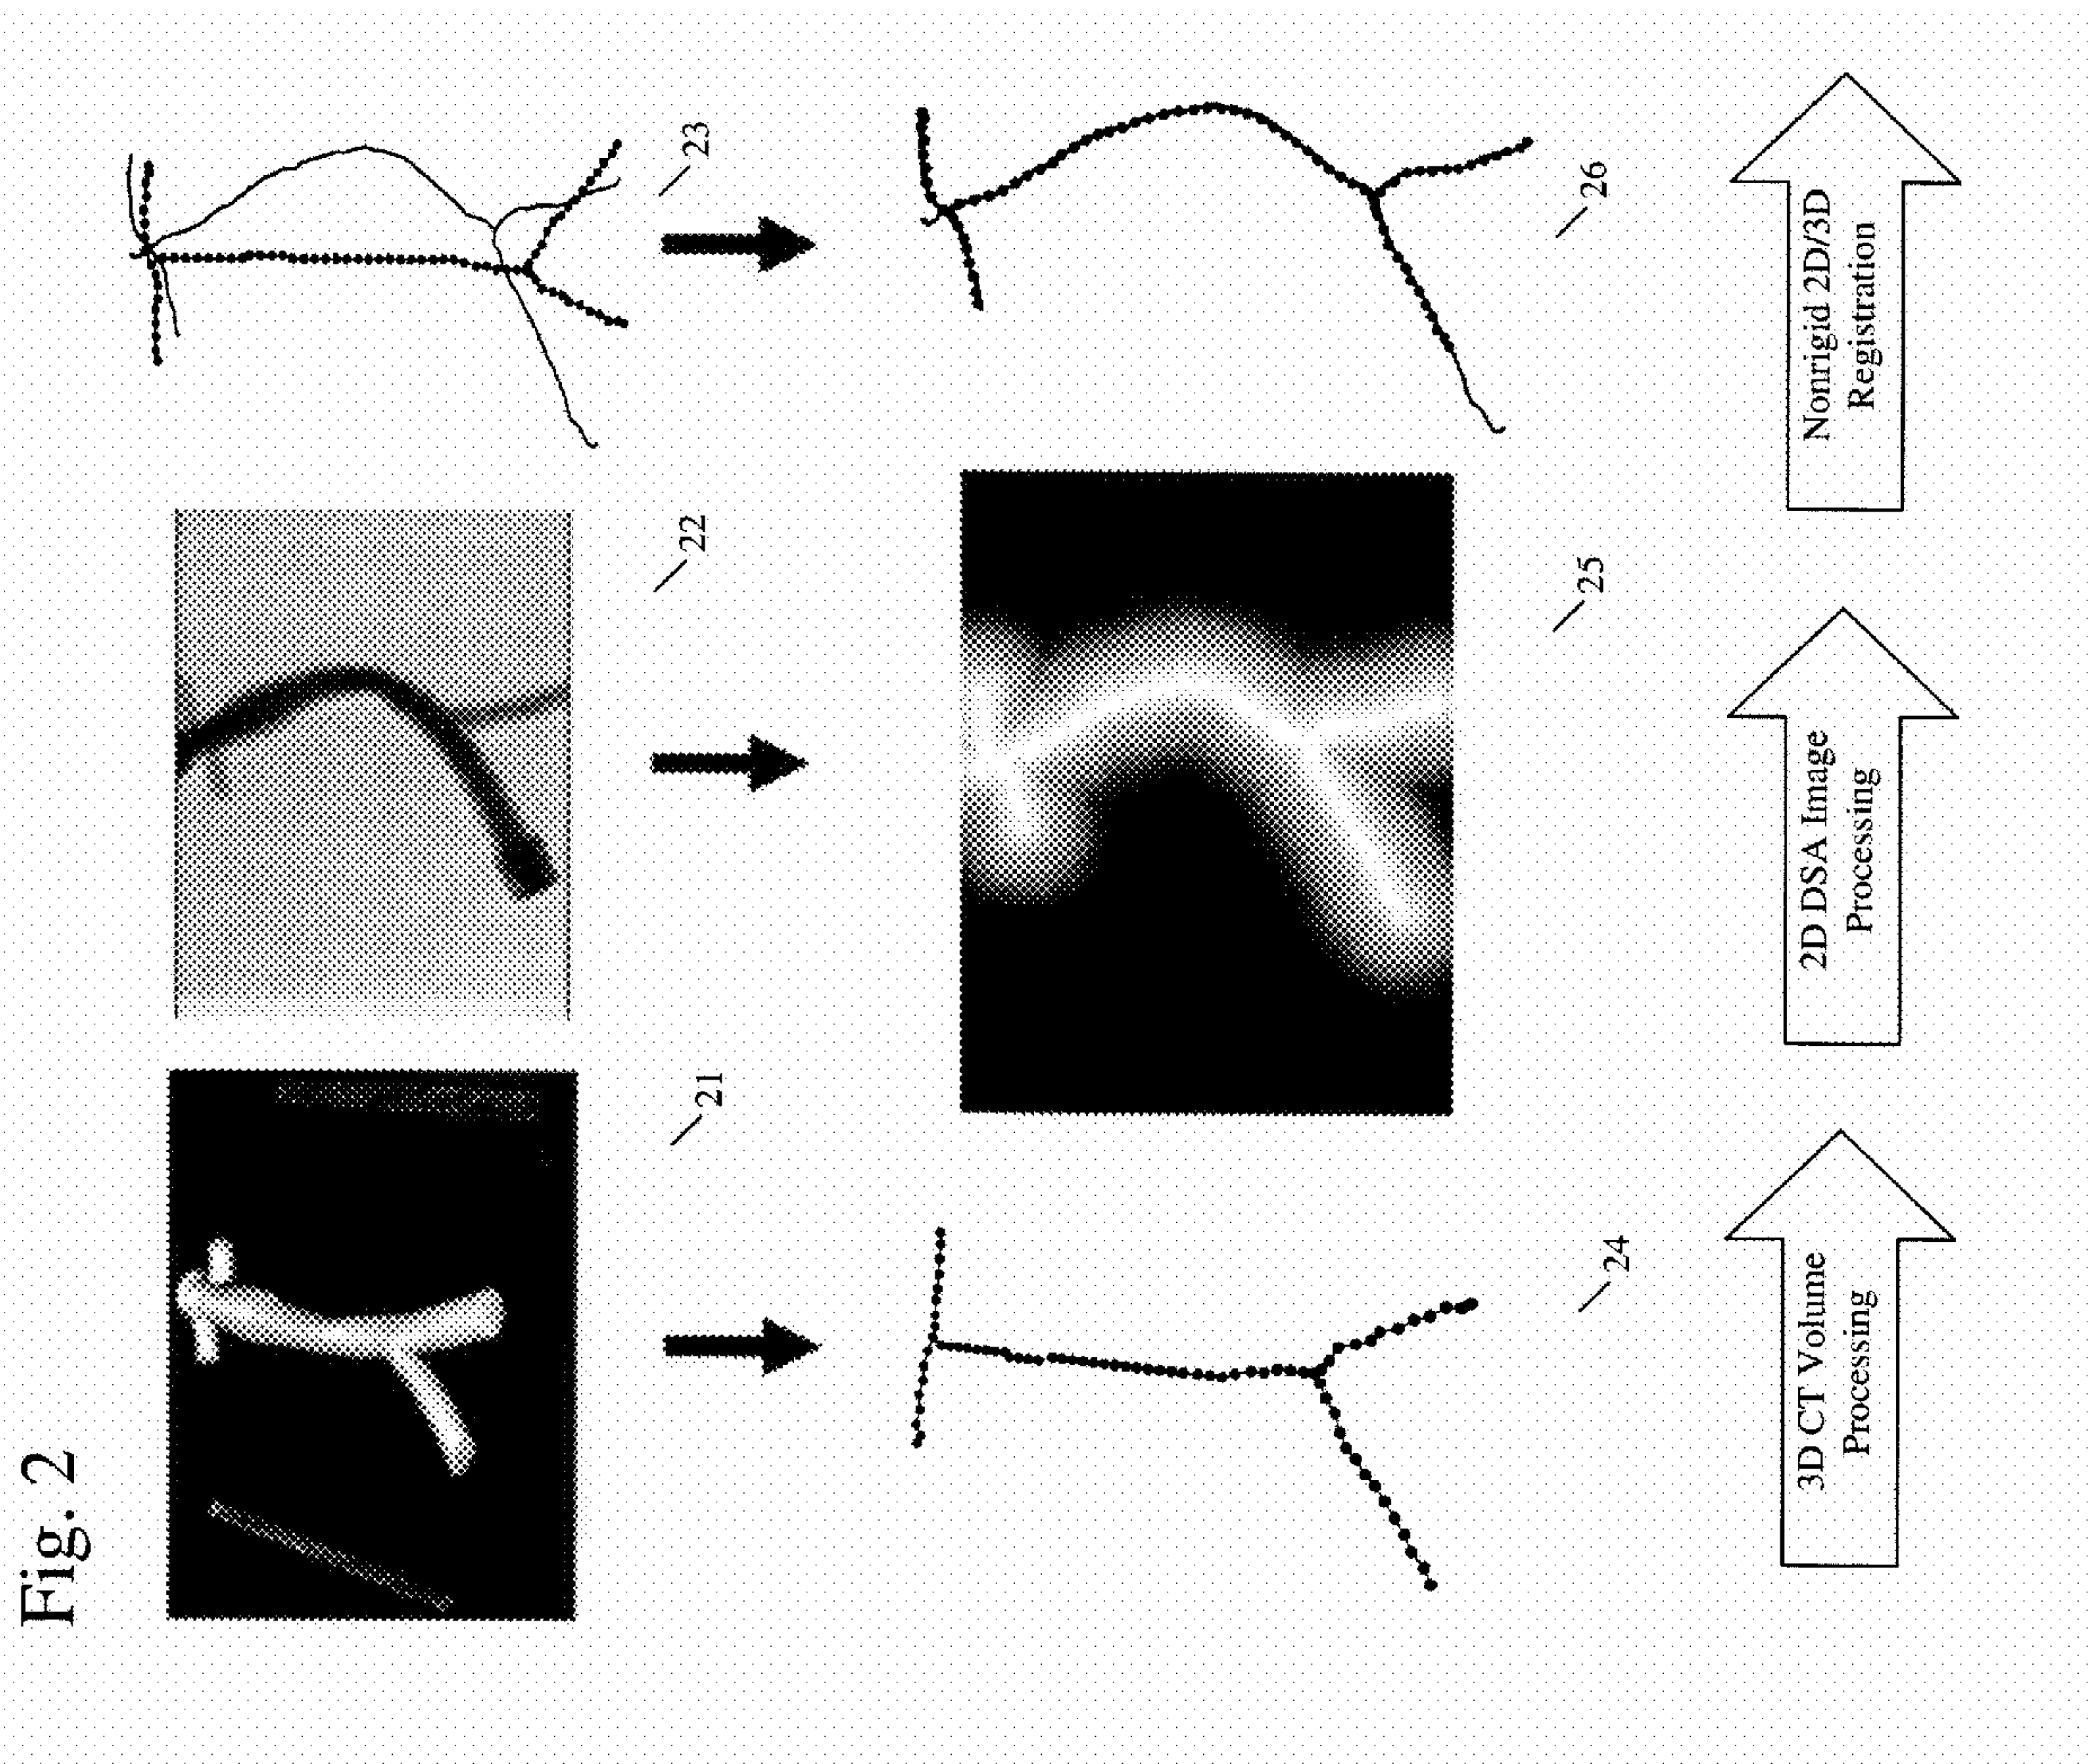 Fig. 2
21
22
23
24
25
26
3D CT Volume
Processing
2D DSA Image
Processing
Nonrigid 2D/3D
Registration